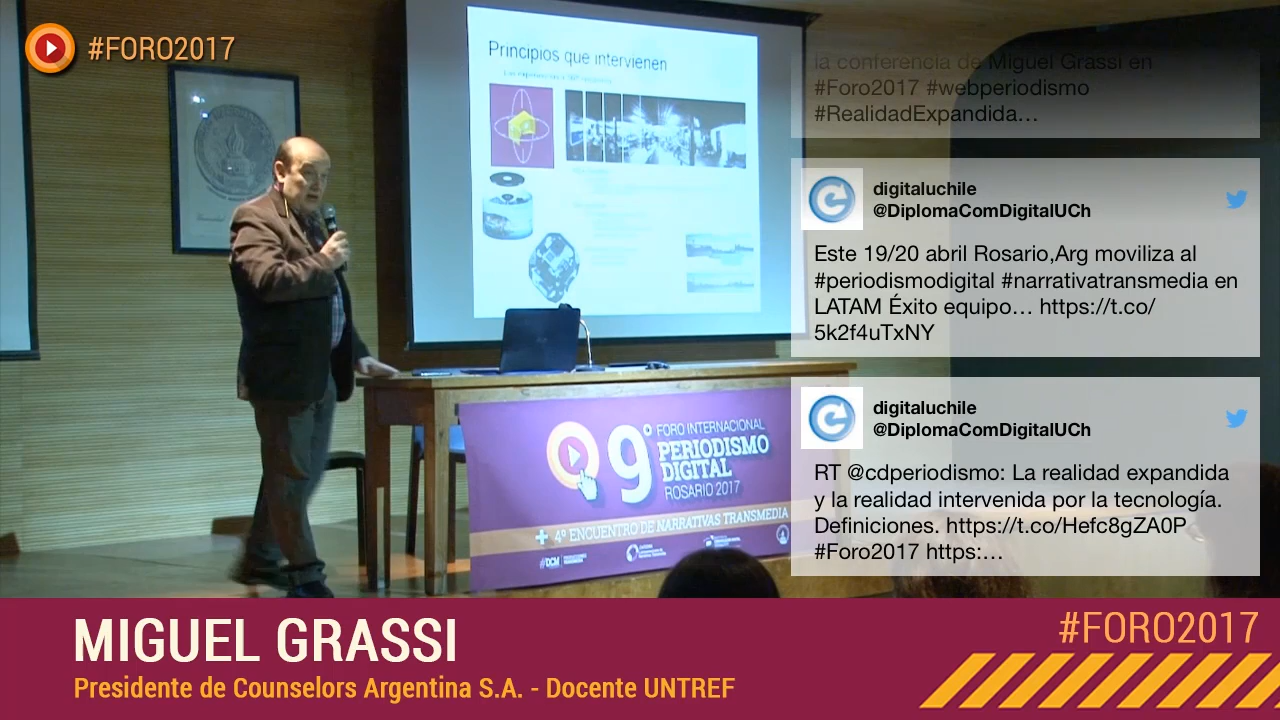 #FORO2017
Principios que intervienen
la conferencia de Miguel Grassi en
#Foro2017 #webperiodismo
#RealidadExpandida…
digitaluchile
@DiplomaComDigitalUCh
Este 19/20 abril Rosario,Arg moviliza al
#periodismodigital #narrativatransmedia en
LATAM Éxito equipo… https://t.co/
5k2f4uTxNY
digitaluchile
@DiplomaComDigitalUCh
RT @cdperiodismo: La realidad expandida
y la realidad intervenida por la tecnología.
Definiciones. https://t.co/Hefc8gZA0P
#Foro2017 https:…
9°
FORO INTERNACIONAL
PERIODISMO
DIGITAL
ROSARIO 2017
+ 4º ENCUENTRO DE NARRATIVAS TRANSMEDIA
#DCM
MIGUEL GRASSI
Presidente de Counselors Argentina S.A. - Docente UNTREF
#FORO2017